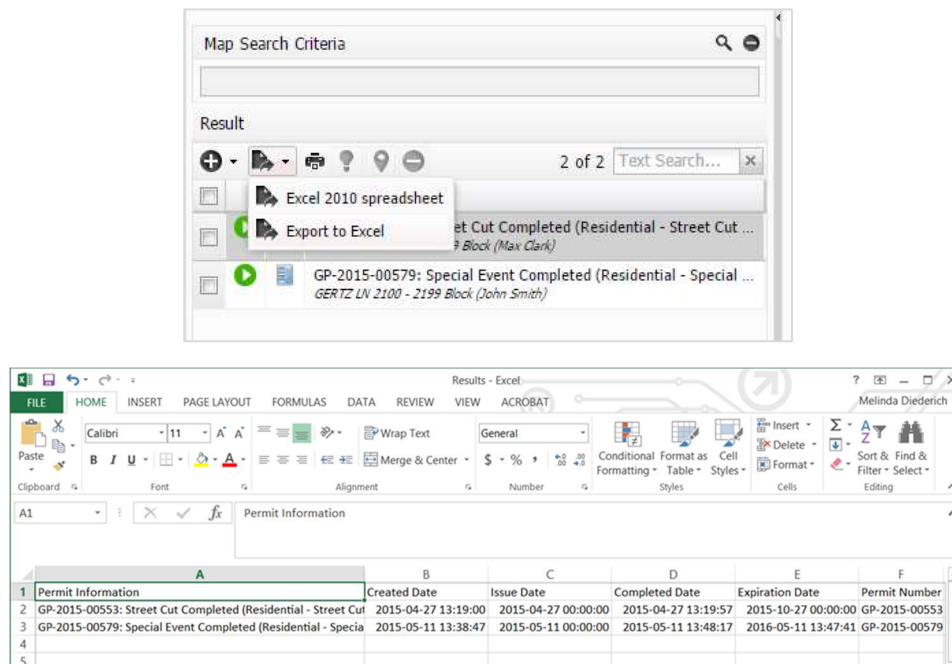 Map Search Criteria
Result
2 of 2 Text Search...
Excel 2010 spreadsheet
Export to Excel
et Cut Completed (Residential - Street Cut ...
9 Block (Max Clark)
GP-2015-00579: Special Event Completed (Residential - Special ...
GERTZ LN 2100 - 2199 Block (John Smith)
Results - Excel
FILE HOME INSERT PAGE LAYOUT FORMULAS DATA REVIEW VIEW ACROBAT Melinda Diederich
Calibri 11 Wrap Text General Insert
Paste B I U Merge & Center $ % Conditional Format as Cell Delete Sort & Find &
Formatting Table Styles Format Filter Select
Clipboard Font Alignment Number Styles Cells Editing
A1 fx Permit Information
A B C D E F
1 Permit Information Created Date Issue Date Completed Date Expiration Date Permit Number
2 GP-2015-00553: Street Cut Completed (Residential - Street Cut 2015-04-27 13:19:00 2015-04-27 00:00:00 2015-04-27 13:19:57 2015-10-27 00:00:00 GP-2015-00553
3 GP-2015-00579: Special Event Completed (Residential - Specia 2015-05-11 13:38:47 2015-05-11 00:00:00 2015-05-11 13:48:17 2016-05-11 13:47:41 GP-2015-00579
4
5